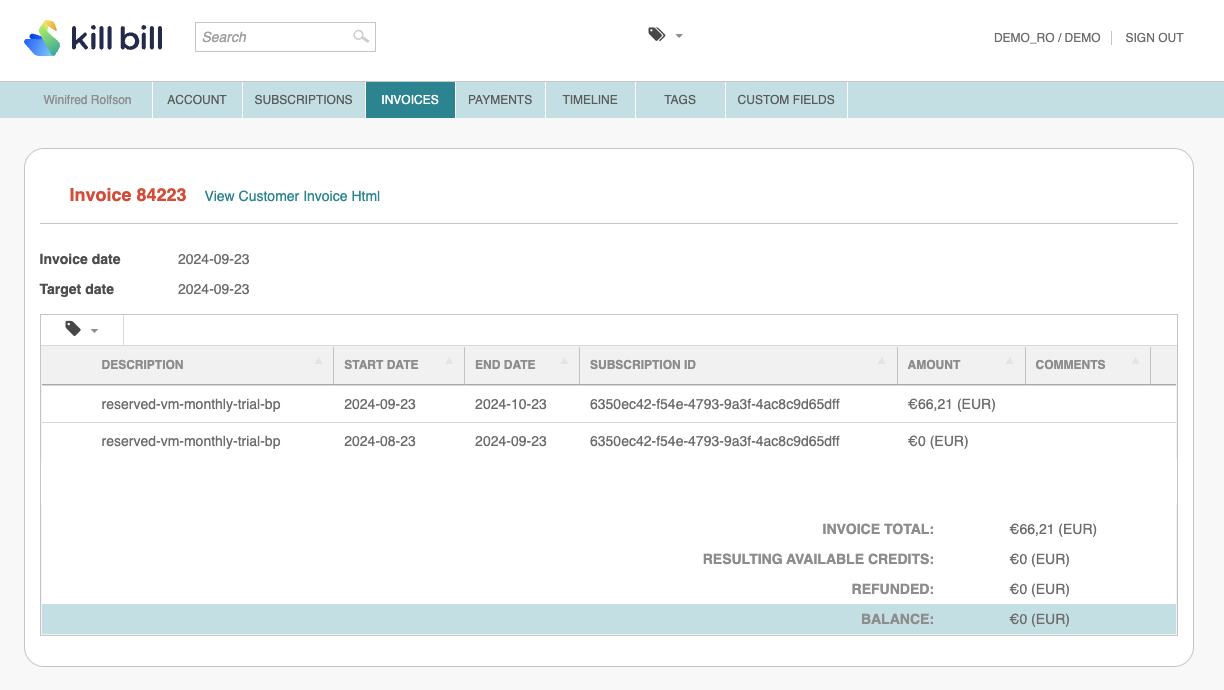 kill bill Search DEMO_RO / DEMO SIGN OUT
Winifred Rolfson ACCOUNT SUBSCRIPTIONS INVOICES PAYMENTS TIMELINE TAGS CUSTOM FIELDS
Invoice 84223 View Customer Invoice Html
Invoice date 2024-09-23
Target date 2024-09-23
DESCRIPTION START DATE END DATE SUBSCRIPTION ID AMOUNT COMMENTS
reserved-vm-monthly-trial-bp 2024-09-23 2024-10-23 6350ec42-f54e-4793-9a3f-4ac8c9d65dff €66,21 (EUR)
reserved-vm-monthly-trial-bp 2024-08-23 2024-09-23 6350ec42-f54e-4793-9a3f-4ac8c9d65dff €0 (EUR)
INVOICE TOTAL: €66,21 (EUR)
RESULTING AVAILABLE CREDITS: €0 (EUR)
REFUNDED: €0 (EUR)
BALANCE: €0 (EUR)